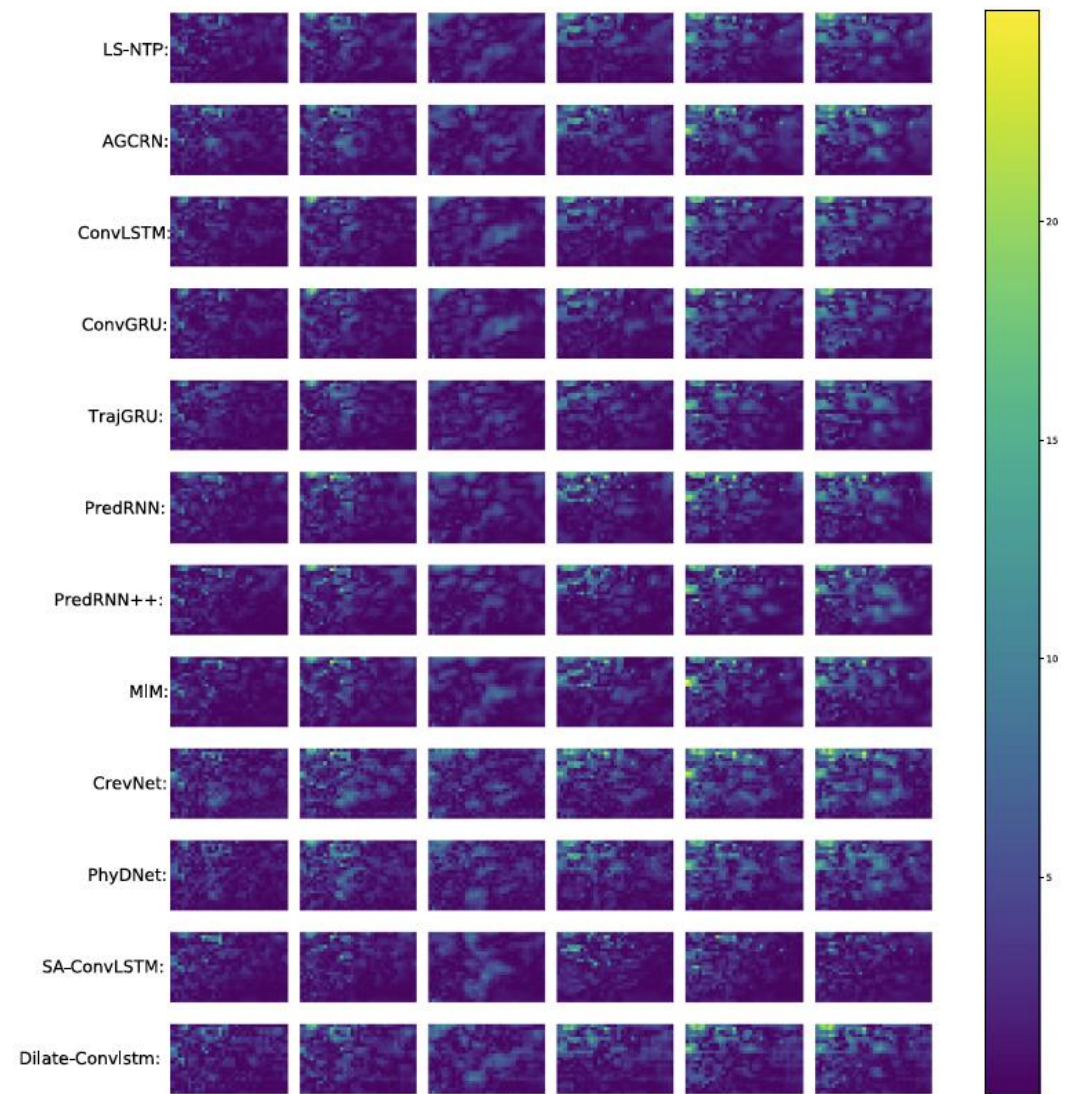 LS-NTP:
AGCRN:
ConvLSTM:
20
ConvGRU:
TrajGRU:
15
PredRNN:
PredRNN++:
10
MIM:
CrevNet:
PhyDNet:
5
SA-ConvLSTM:
Dilate-Convlstm: